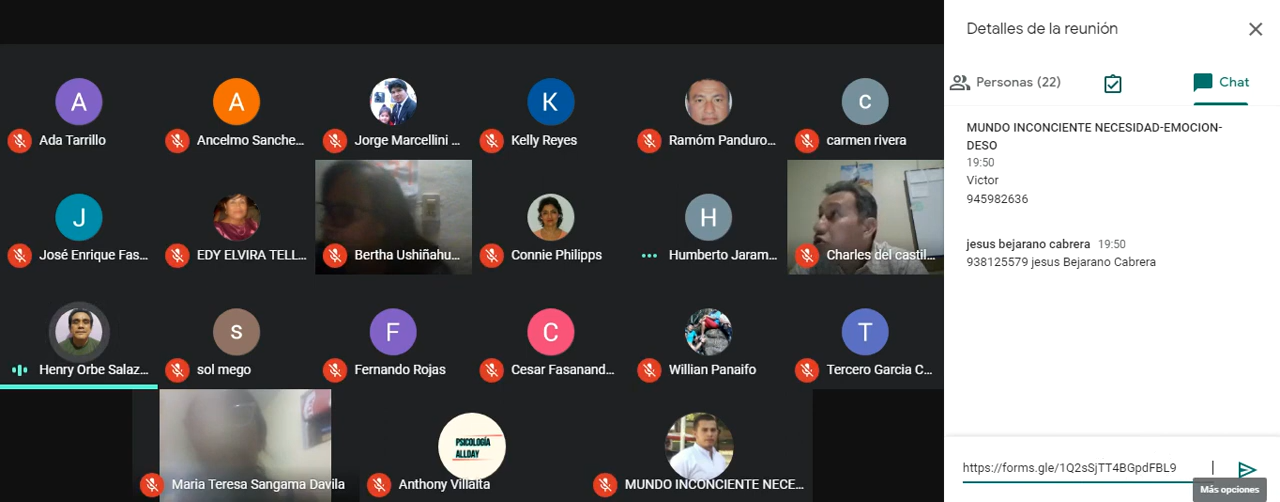 A
Ada Tarrillo
A
Ancelmo Sanche...
Jorge Marcellini ...
K
Kelly Reyes
Ramóm Panduro...
c
carmen rivera
J
José Enrique Fas...
EDY ELVIRA TELL...
Bertha Ushiñahu...
Connie Philipps
H
Humberto Jaram...
Charles del castil...
Henry Orbe Salaz...
s
sol mego
F
Fernando Rojas
C
Cesar Fasanand...
Willian Panaifo
T
Tercero Garcia C...
Maria Teresa Sangama Davila
PSICOLOGÍA
ALLDAY
Anthony Villalta
MUNDO INCONCIENTE NECE...
Detalles de la reunión
Personas (22)
Chat
MUNDO INCONCIENTE NECESIDAD-EMOCION-
DESO
19:50
Victor
945982636
jesus bejarano cabrera 19:50
938125579 jesus Bejarano Cabrera
https://forms.gle/1Q2sSjTT4BGpdFBL9
Más opciones